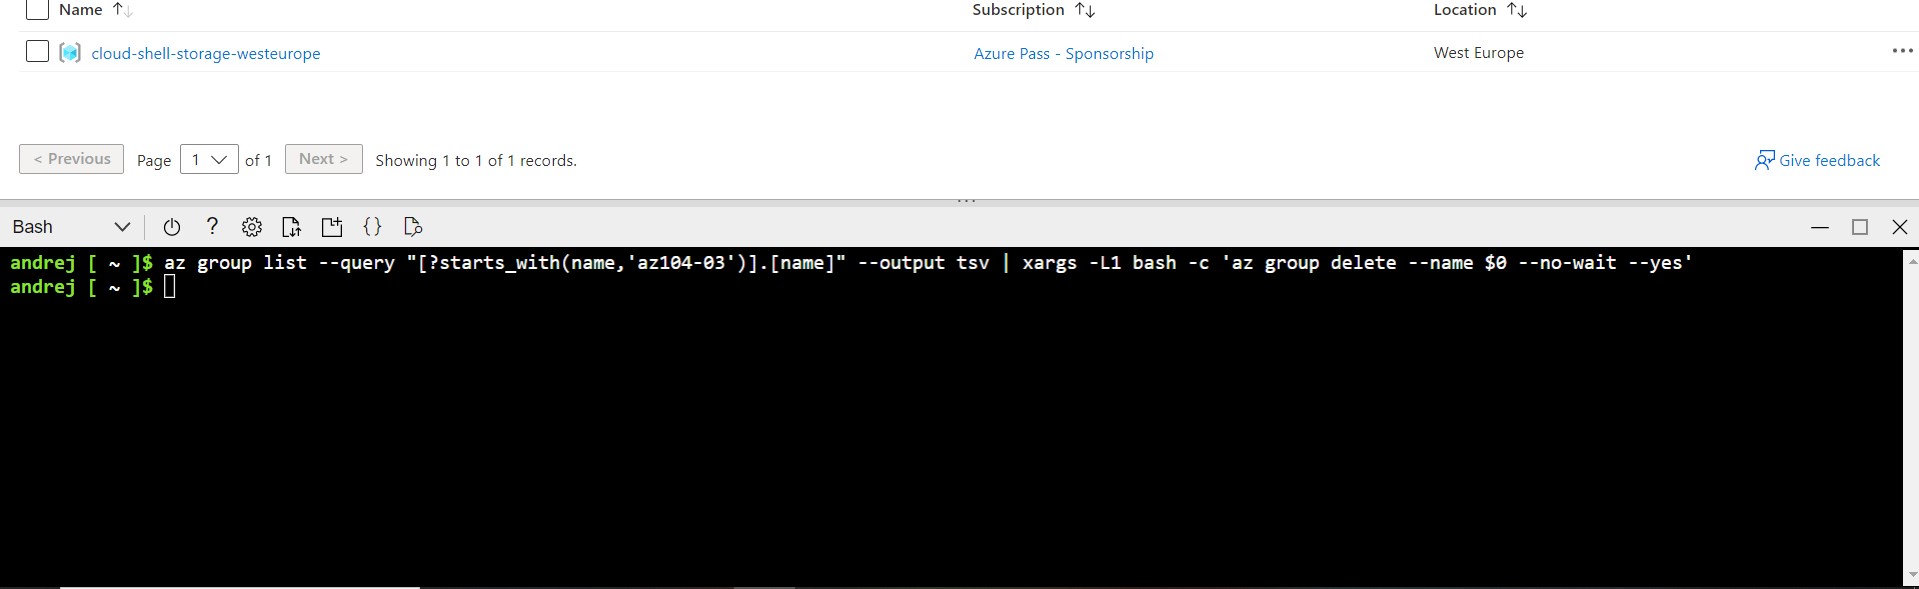 Name ↑↓ Subscription ↑↓ Location ↑↓
cloud-shell-storage-westeurope Azure Pass - Sponsorship West Europe ...
< Previous Page 1 of 1 Next > Showing 1 to 1 of 1 records. Give feedback
Bash ? {}
andrej [ ~ ]$ az group list --query "[?starts_with(name,'az104-03')].[name]" --output tsv | xargs -L1 bash -c 'az group delete --name $0 --no-wait --yes'
andrej [ ~ ]$